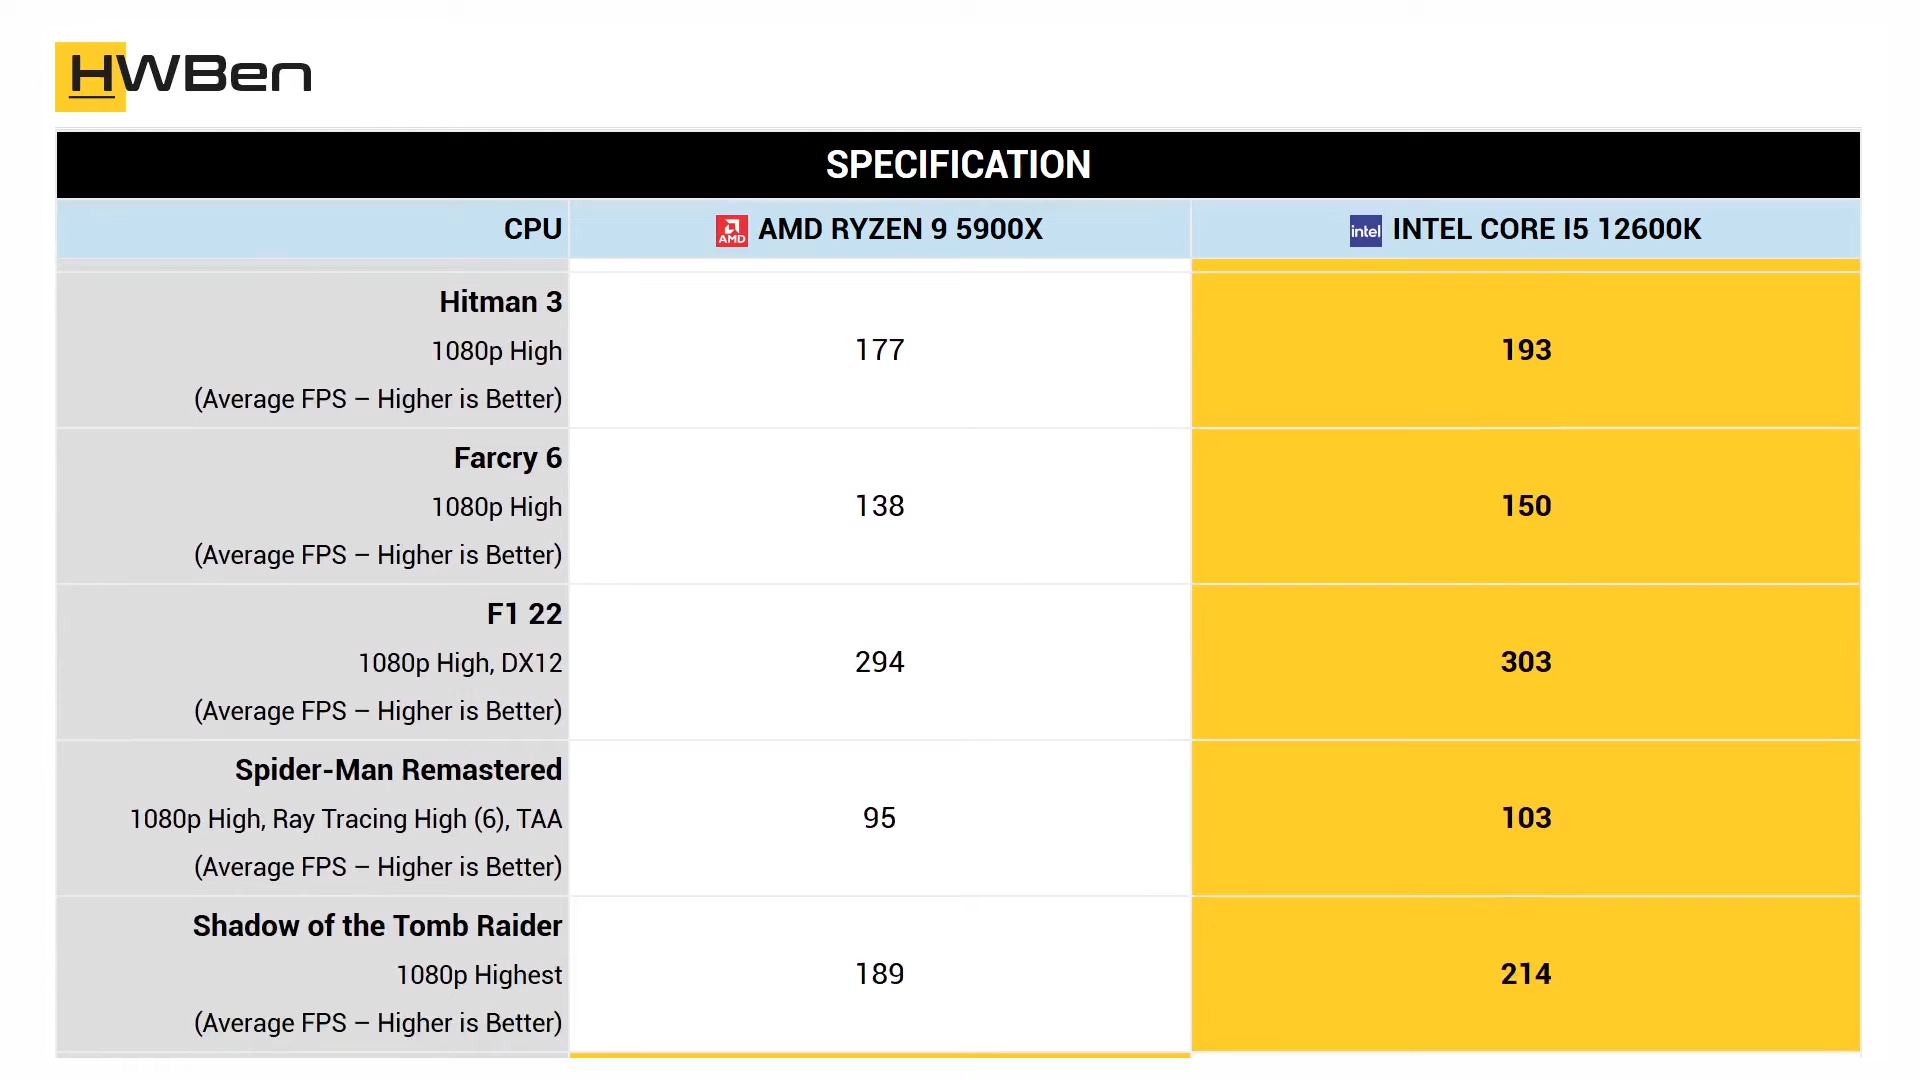 HWBen
SPECIFICATION
CPU
AMD AMD RYZEN 9 5900X
intel INTEL CORE I5 12600K
Hitman 3
1080p High
(Average FPS – Higher is Better)
177
193
Farcry 6
1080p High
(Average FPS – Higher is Better)
138
150
F1 22
1080p High, DX12
(Average FPS – Higher is Better)
294
303
Spider-Man Remastered
1080p High, Ray Tracing High (6), TAA
(Average FPS – Higher is Better)
95
103
Shadow of the Tomb Raider
1080p Highest
(Average FPS – Higher is Better)
189
214